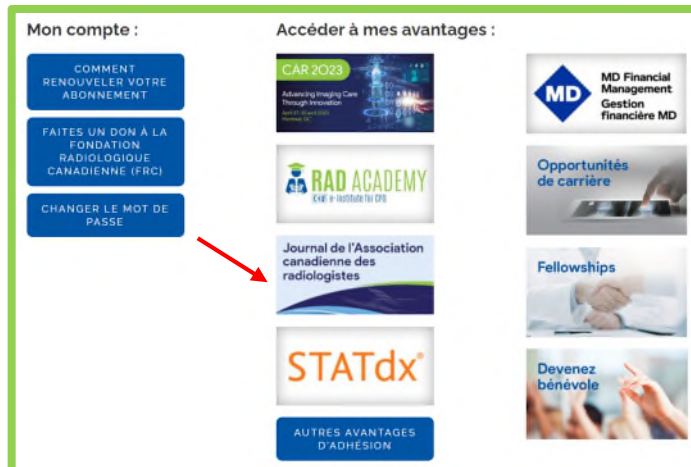 Mon compte :
COMMENT
RENOUVELER VOTRE
ABONNEMENT
FAITES UN DON À LA
FONDATION
RADIOLOGIQUE
CANADIENNE (FRC)
CHANGER LE MOT DE
PASSE
Accéder à mes avantages :
CAR 2023
Advancing Imaging Care
Through Innovation
RAD ACADEMY
CAR e-Institute for CPD
Journal de l'Association
canadienne des
radiologistes
STATdx®
AUTRES AVANTAGES
D'ADHÉSION
MD
MD Financial
Management
Gestion
financière MD
Opportunités
de carrière
Fellowships
Devenez
bénévole